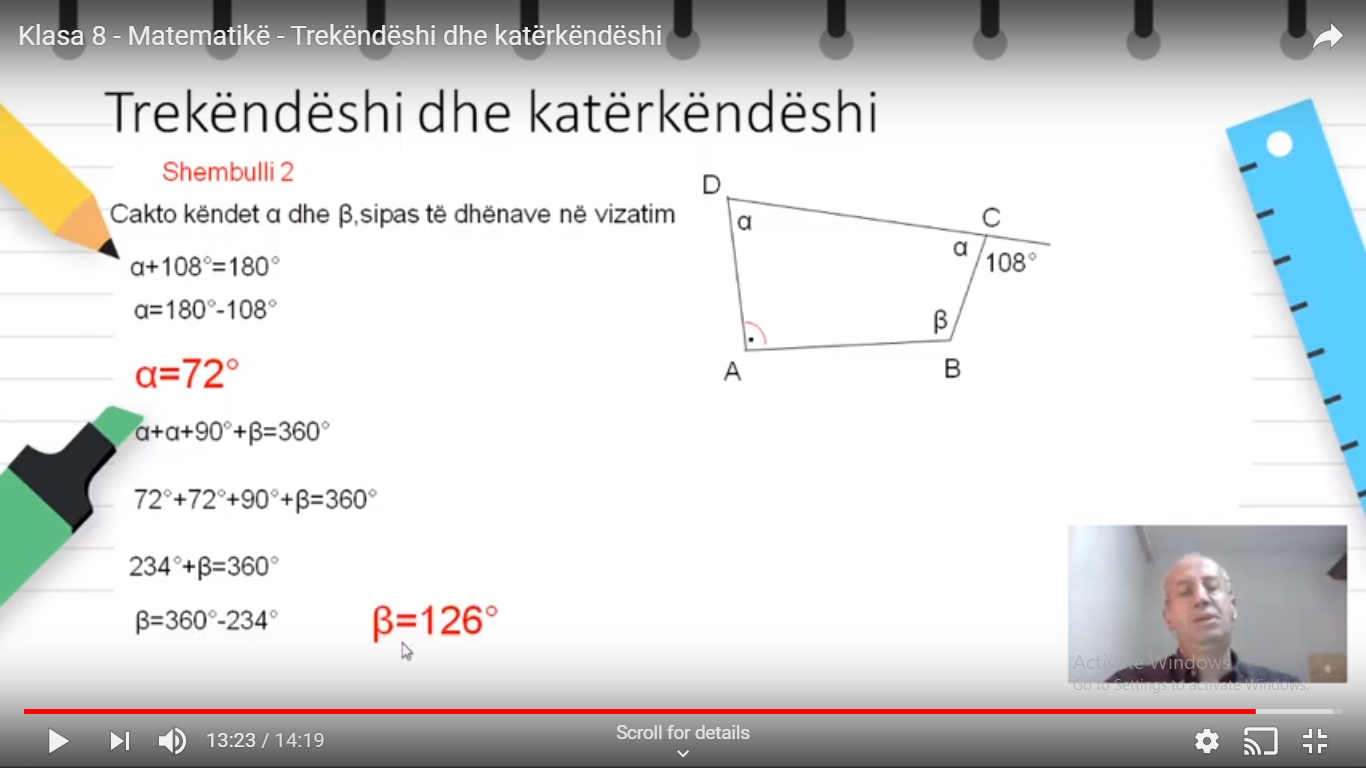 Klasa 8 - Matematikë - Trekëndëshi dhe katërkëndëshi
Trekëndëshi dhe katërkëndëshi
Shembulli 2
Cakto këndet α dhe β,sipas të dhënave në vizatim
α+108°=180°
α=180°-108°
α=72°
α+α+90°+β=360°
72°+72°+90°+β=360°
234°+β=360°
β=360°-234°
β=126°
D
α
C
α
108°
β
A
B
Activate Windows
Go to Settings to activate Windows.
13:23 / 14:19
Scroll for details